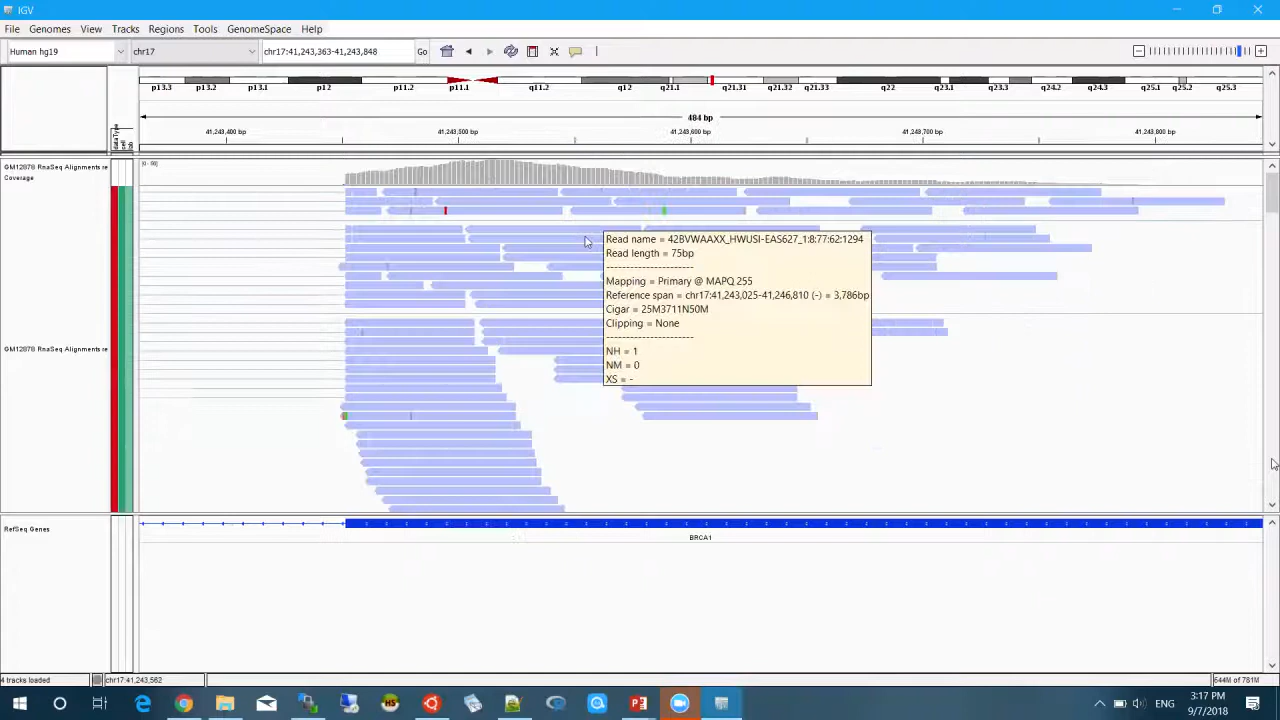 IGV
File Genomes View Tracks Regions Tools GenomeSpace Help
Human hg19 chr17 chr17:41,243,363-41,243,848 Go
p13.3 p13.2 p13.1 p12 p11.2 p11.1 q11.2 q12 q21.1 q21.31 q21.32 q21.33 q22 q23.1 q23.3 q24.2 q24.3 q25.1 q25.2 q25.3
484 bp
41,243,400 bp 41,243,500 bp 41,243,600 bp 41,243,700 bp 41,243,800 bp
GM12878 RnaSeq Alignments re
Coverage
Read name = 42BVWAAXX_HWUSI-EAS627_1:8:77:62:1294
Read length = 75bp
----------------------
Mapping = Primary @ MAPQ 255
Reference span = chr17:41,243,025-41,246,810 (-) = 3,786bp
Cigar = 25M3711N50M
Clipping = None
----------------------
NH = 1
NM = 0
XS = -
GM12878 RnaSeq Alignments re
RefSeq Genes
BRCA1
4 tracks loaded chr17:41,243,562 644M of 781M
ENG
3:17 PM
9/7/2018